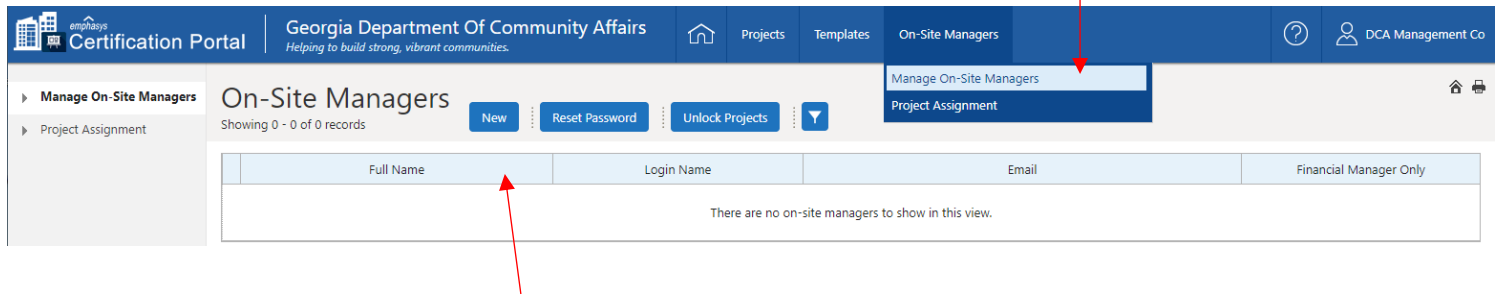 emphasys
Certification Portal
Georgia Department Of Community Affairs
Helping to build strong, vibrant communities.
Projects
Templates
On-Site Managers
DCA Management Co
Manage On-Site Managers
Project Assignment
Manage On-Site Managers
Project Assignment
On-Site Managers
Showing 0 - 0 of 0 records
New
Reset Password
Unlock Projects
Full Name
Login Name
Email
Financial Manager Only
There are no on-site managers to show in this view.